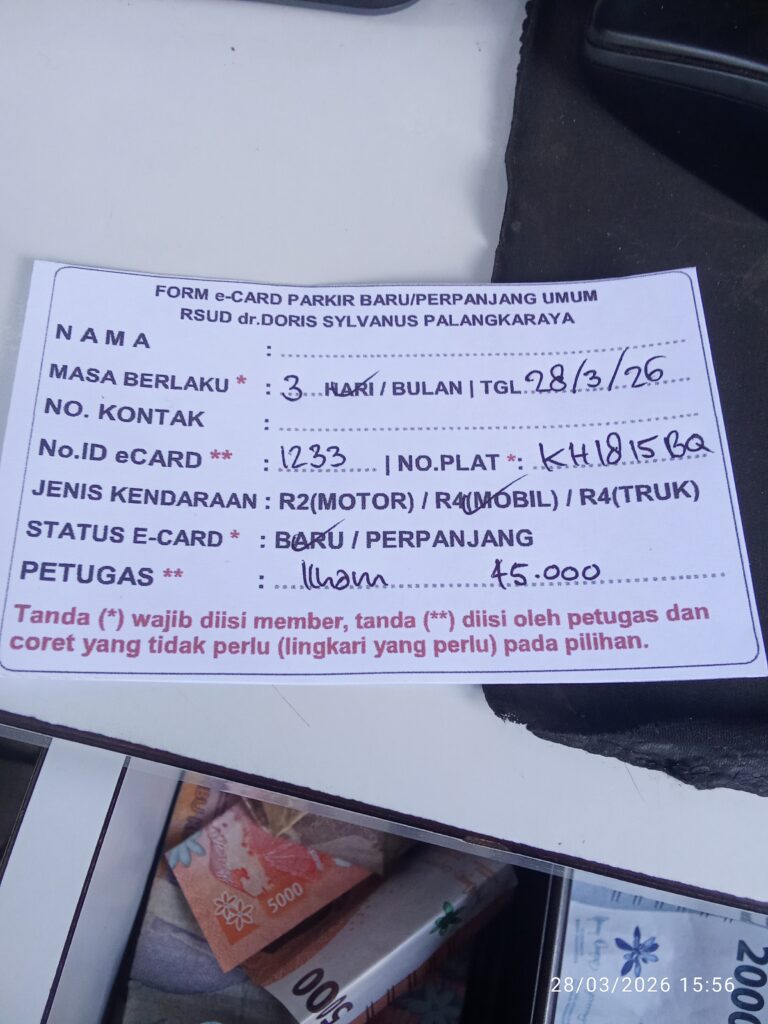 FORM e-CARD PARKIR BARU/PERPANJANG UMUM
RSUD dr.DORIS SYLVANUS PALANGKARAYA
N A M A :
MASA BERLAKU * : 3 HARI / BULAN | TGL 28/3/26
NO. KONTAK :
No.ID eCARD ** : 1233 | NO.PLAT *: KH1815BQ
JENIS KENDARAAN : R2(MOTOR) / R4(MOBIL) / R4(TRUK)
STATUS E-CARD * : BARU / PERPANJANG
PETUGAS ** : Ilham 45.000
Tanda (*) wajib diisi member, tanda (**) diisi oleh petugas dan
coret yang tidak perlu (lingkari yang perlu) pada pilihan.
5000
5000
2000
28/03/2026 15:56